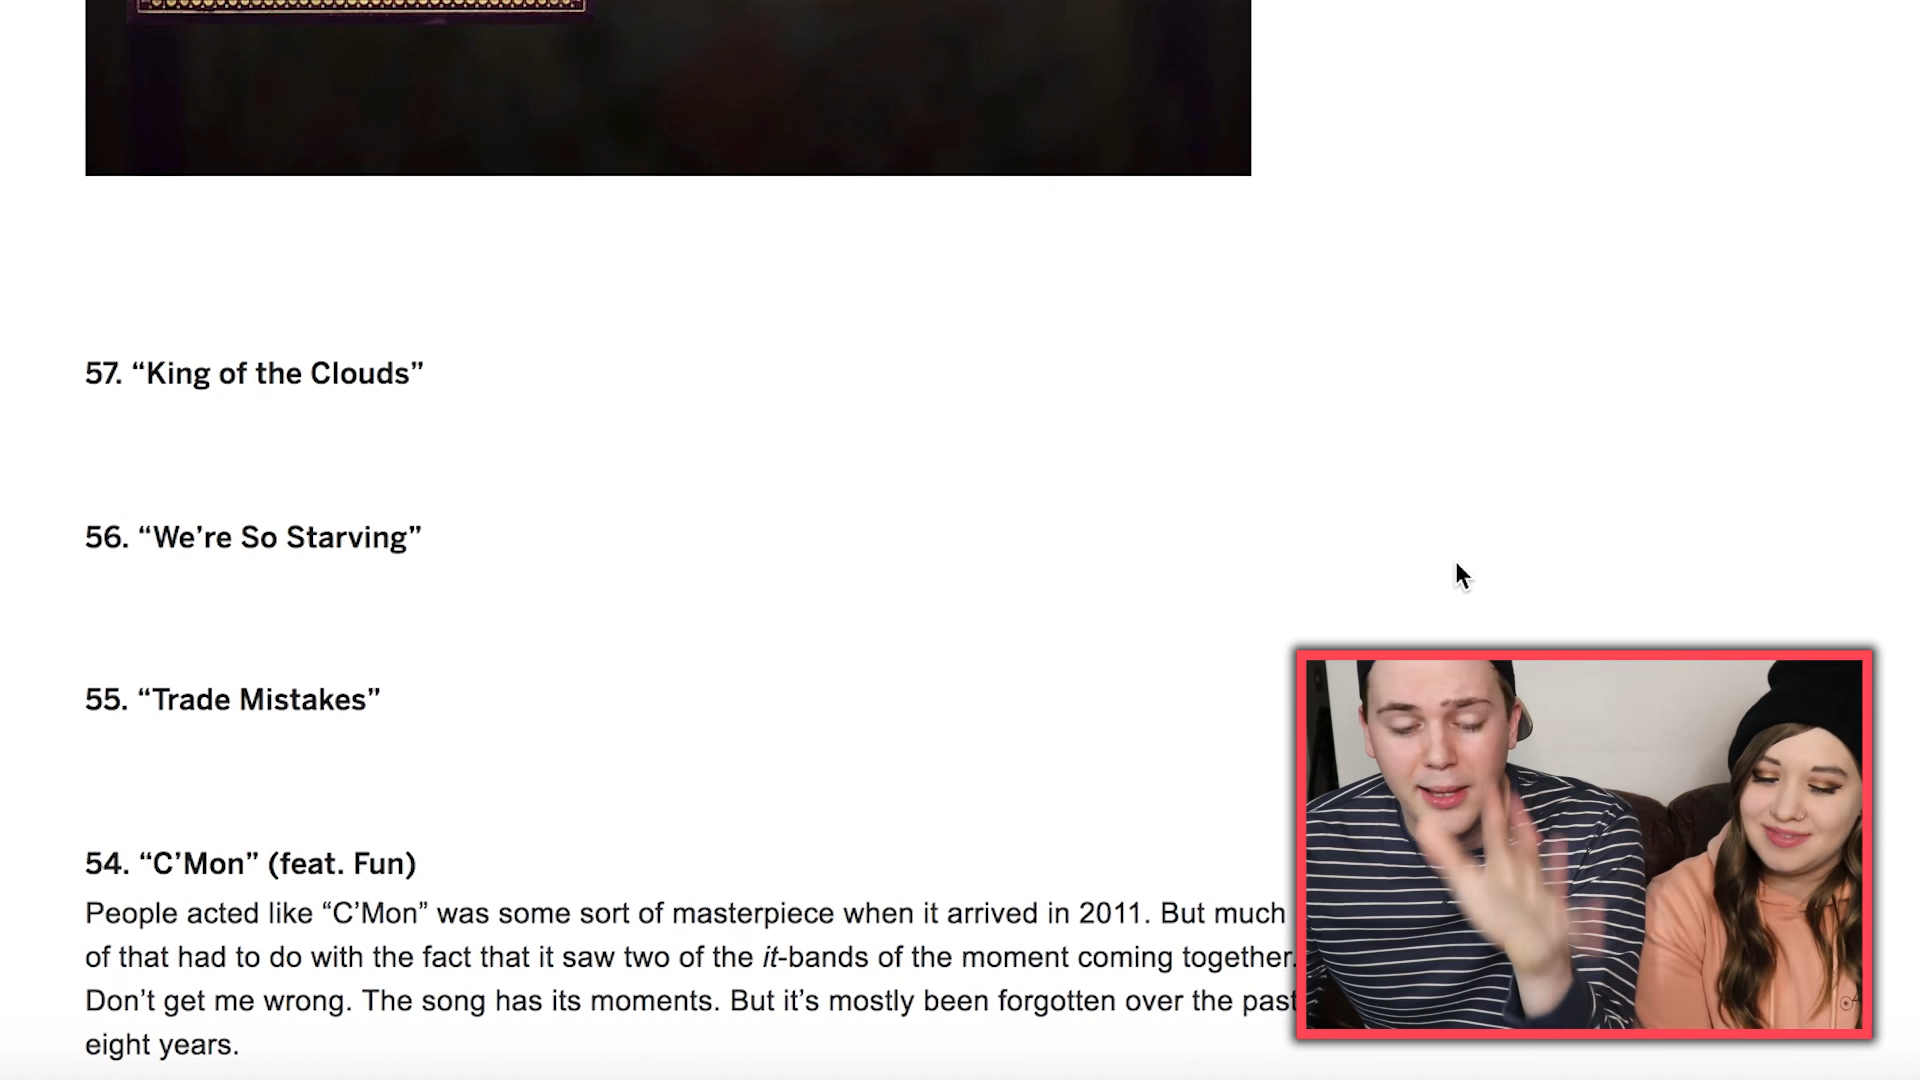 57. “King of the Clouds”
56. “We’re So Starving”
55. “Trade Mistakes”
54. “C’Mon” (feat. Fun)
People acted like “C’Mon” was some sort of masterpiece when it arrived in 2011. But much
of that had to do with the fact that it saw two of the it-bands of the moment coming together.
Don’t get me wrong. The song has its moments. But it’s mostly been forgotten over the past
eight years.